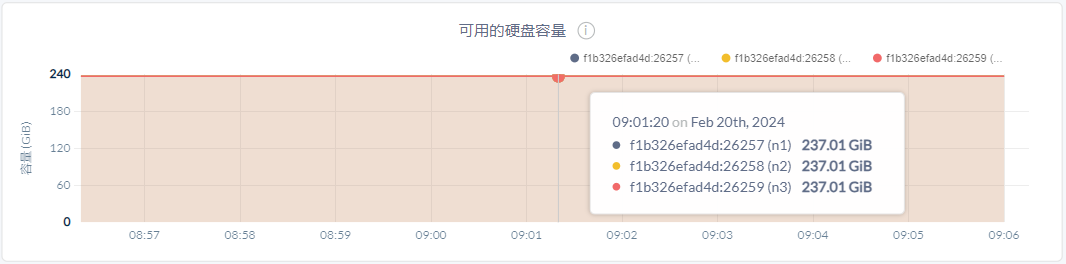 可用的硬盘容量 ⓘ
f1b326efad4d:26257 (... f1b326efad4d:26258 (... f1b326efad4d:26259 (...
240
180
120
60
0
容量 (GiB)
09:01:20 on Feb 20th, 2024
f1b326efad4d:26257 (n1) 237.01 GiB
f1b326efad4d:26258 (n2) 237.01 GiB
f1b326efad4d:26259 (n3) 237.01 GiB
08:57 08:58 08:59 09:00 09:01 09:02 09:03 09:04 09:05 09:06